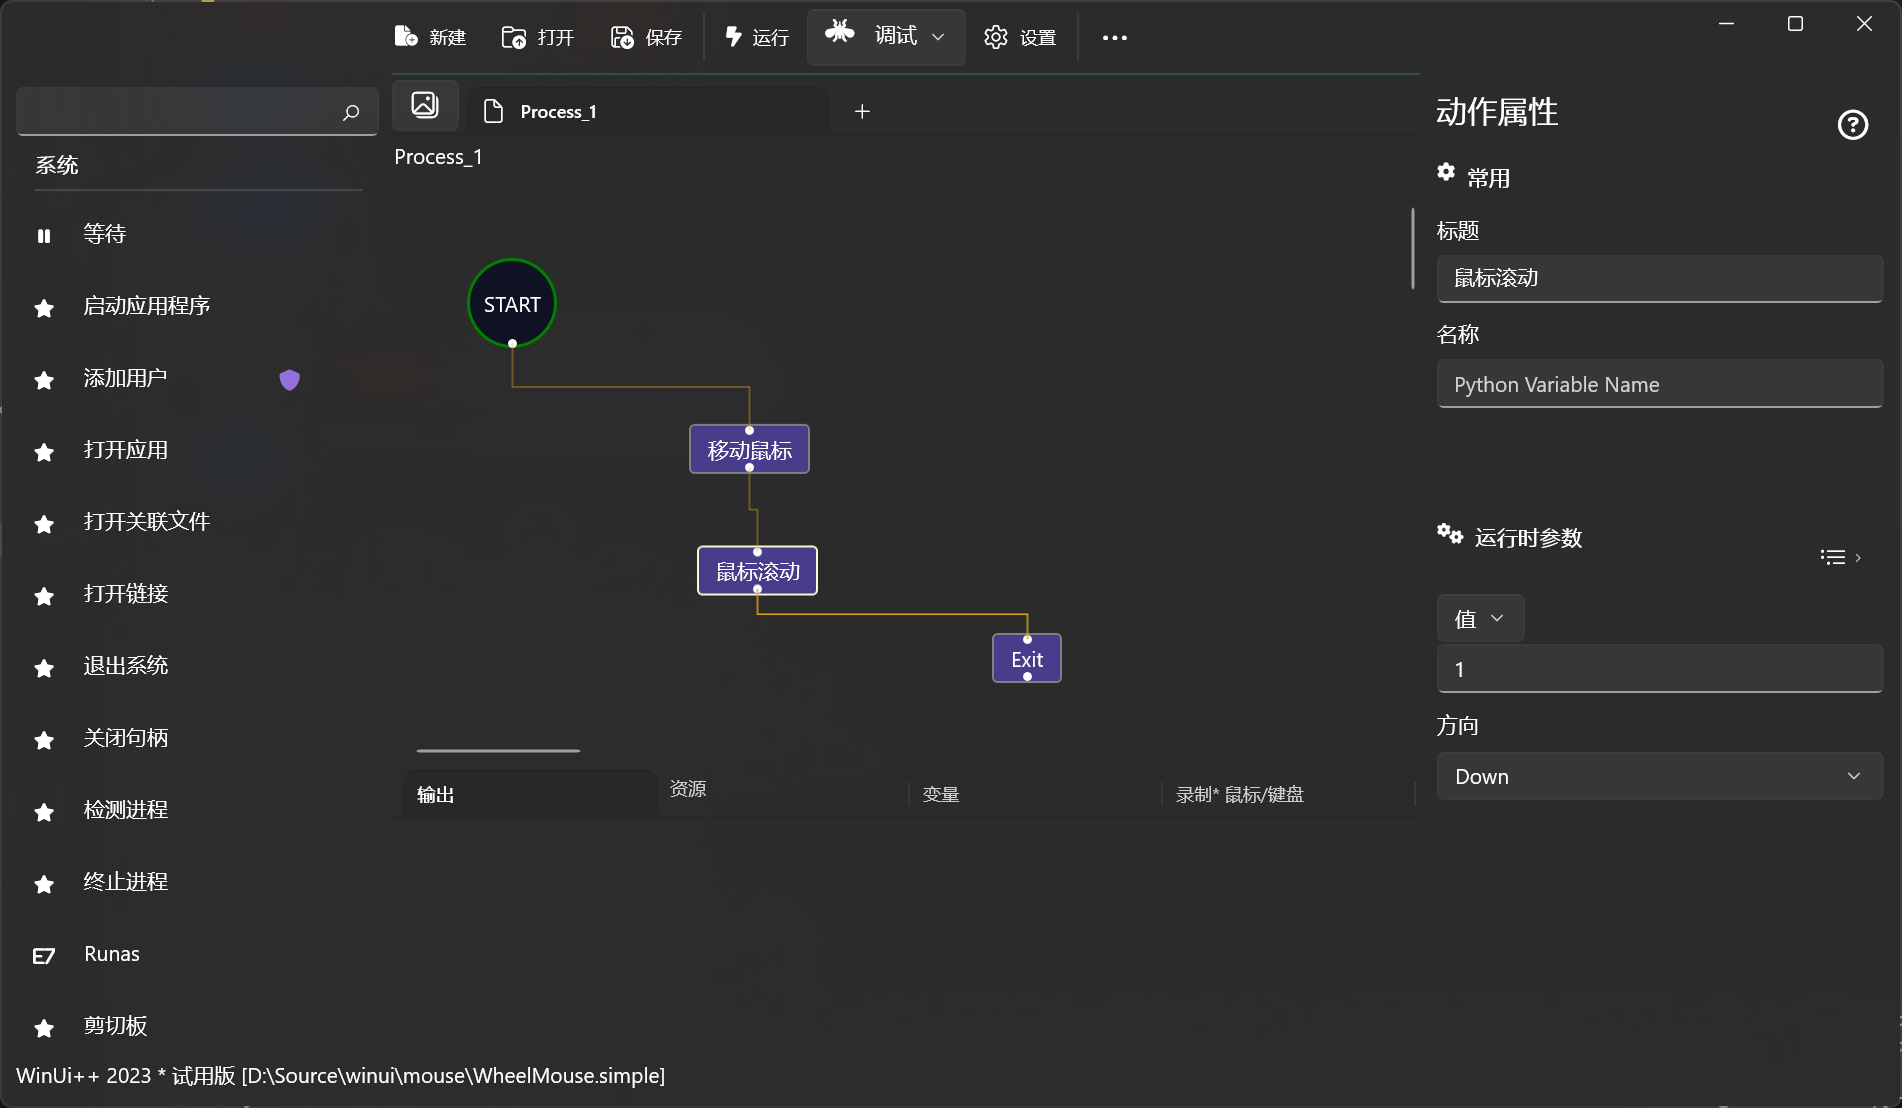 新建
打开
保存
运行
调试
设置
Process_1
Process_1
系统
等待
启动应用程序
添加用户
打开应用
打开关联文件
打开链接
退出系统
关闭句柄
检测进程
终止进程
Runas
剪切板
START
移动鼠标
鼠标滚动
Exit
输出
资源
变量
录制* 鼠标/键盘
动作属性
常用
标题
鼠标滚动
名称
Python Variable Name
运行时参数
值
1
方向
Down
WinUi++ 2023 * 试用版 [D:\Source\winui\mouse\WheelMouse.simple]